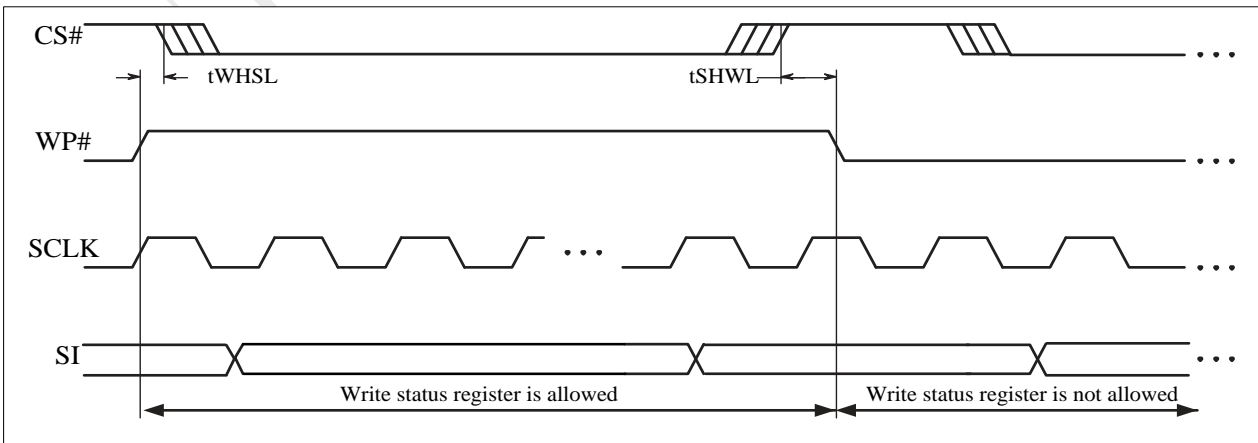 CS#
tWHSL
tSHWL
WP#
SCLK
SI
Write status register is allowed
Write status register is not allowed